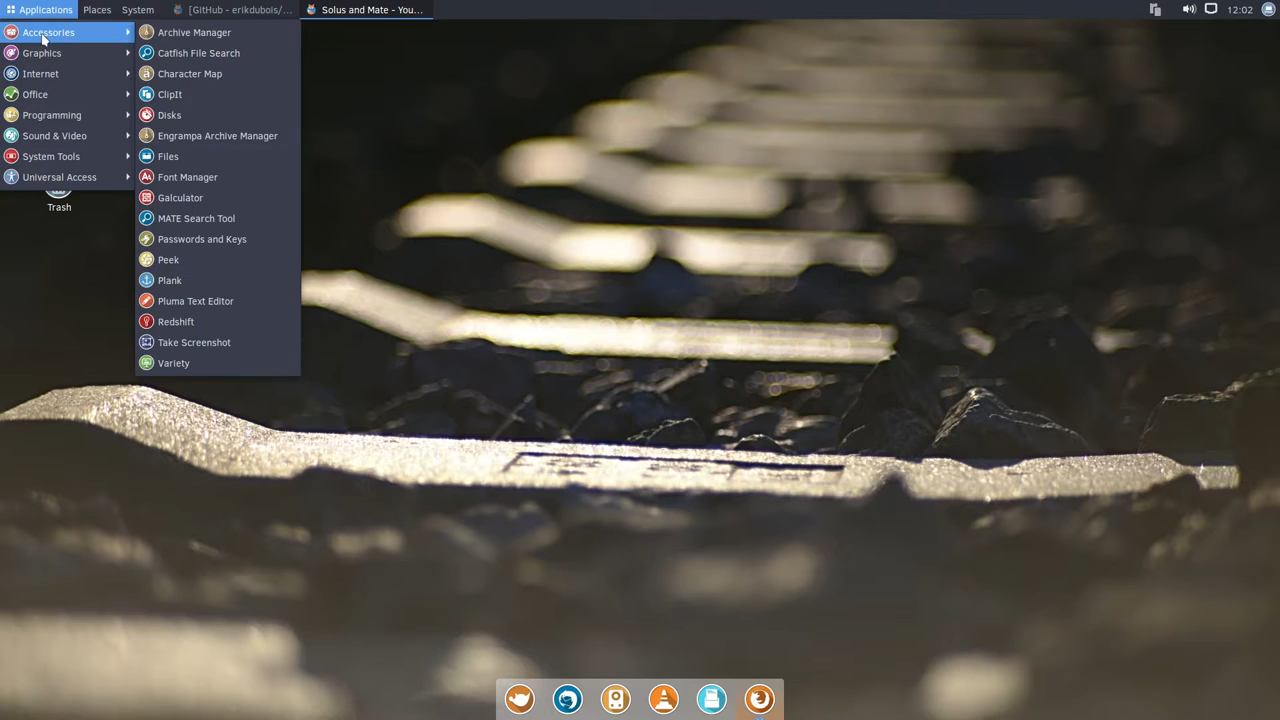 Applications
Places
System
[GitHub - erikdubois/...
Solus and Mate - You...
12:02
Accessories
Graphics
Internet
Office
Programming
Sound & Video
System Tools
Universal Access
Trash
Archive Manager
Catfish File Search
Character Map
ClipIt
Disks
Engrampa Archive Manager
Files
Font Manager
Galculator
MATE Search Tool
Passwords and Keys
Peek
Plank
Pluma Text Editor
Redshift
Take Screenshot
Variety